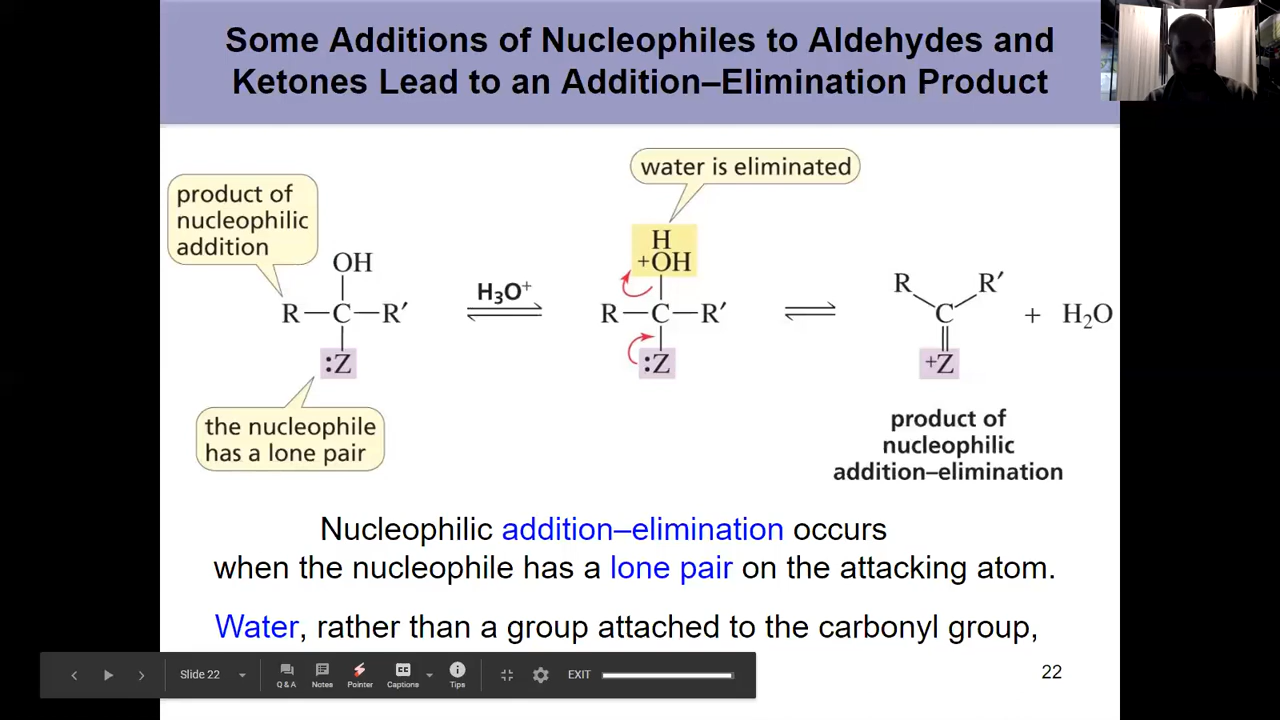 Some Additions of Nucleophiles to Aldehydes and
Ketones Lead to an Addition–Elimination Product
water is eliminated
product of
nucleophilic
addition
OH
R—C—R′
:Z
H₃O⁺
H
+OH
R—C—R′
:Z
R R′
C
+Z
+ H₂O
the nucleophile
has a lone pair
product of
nucleophilic
addition–elimination
Nucleophilic addition–elimination occurs
when the nucleophile has a lone pair on the attacking atom.
Water, rather than a group attached to the carbonyl group,
22
Slide 22
Q & A
Notes
Pointer
CC
Captions
Tips
EXIT